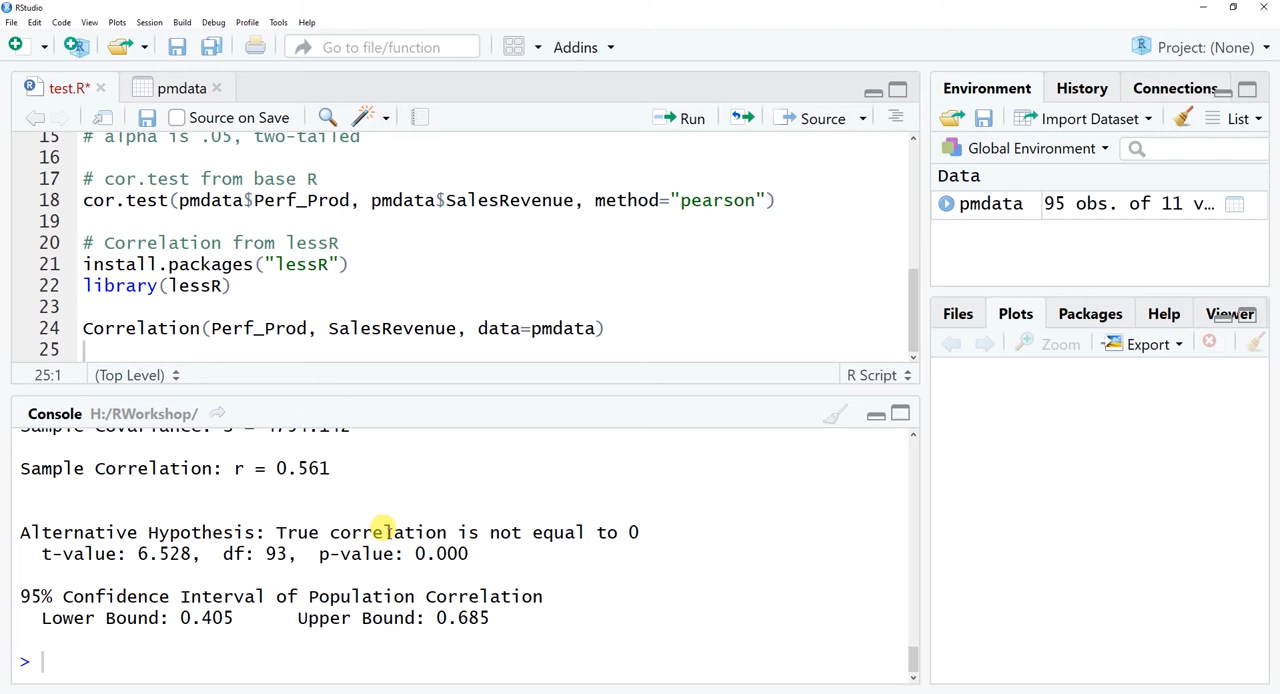 RStudio
File Edit Code View Plots Session Build Debug Profile Tools Help
Go to file/function Addins Project: (None)
test.R* pmdata
Source on Save Run Source
15 # alpha is .05, two-tailed
16
17 # cor.test from base R
18 cor.test(pmdata$Perf_Prod, pmdata$SalesRevenue, method="pearson")
19
20 # Correlation from lessR
21 install.packages("lessR")
22 library(lessR)
23
24 Correlation(Perf_Prod, SalesRevenue, data=pmdata)
25
25:1 (Top Level) R Script
Console H:/RWorkshop/
Sample Covariance: s = 4794.142
Sample Correlation: r = 0.561
Alternative Hypothesis: True correlation is not equal to 0
t-value: 6.528, df: 93, p-value: 0.000
95% Confidence Interval of Population Correlation
Lower Bound: 0.405 Upper Bound: 0.685
>
Environment History Connections
Import Dataset List
Global Environment
Data
pmdata 95 obs. of 11 v...
Files Plots Packages Help Viewer
Zoom Export